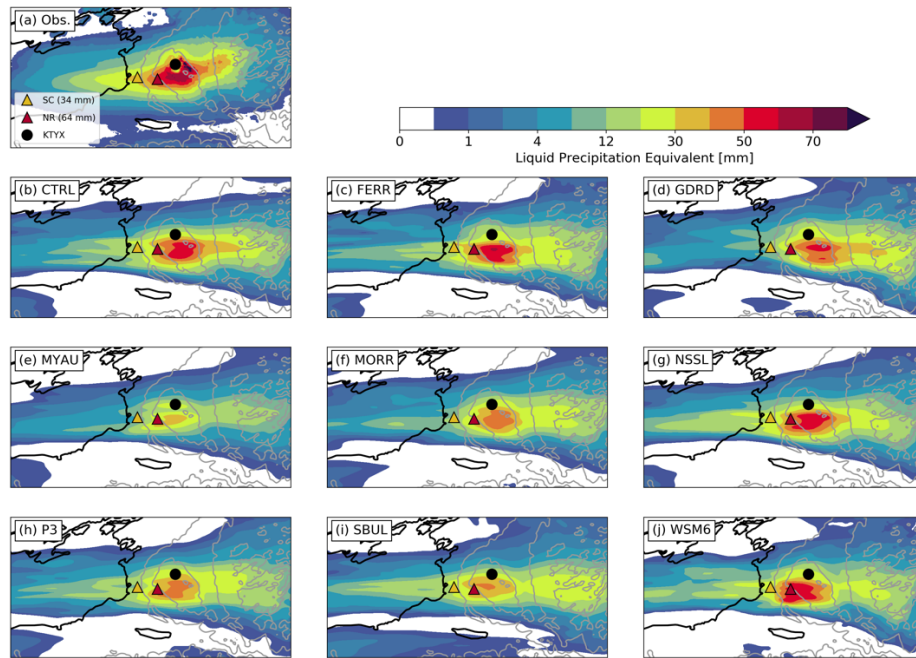 (a) Obs.
SC (34 mm)
NR (64 mm)
KTYX
0 1 4 12 30 50 70
Liquid Precipitation Equivalent [mm]
(b) CTRL
(c) FERR
(d) GDRD
(e) MYAU
(f) MORR
(g) NSSL
(h) P3
(i) SBUL
(j) WSM6